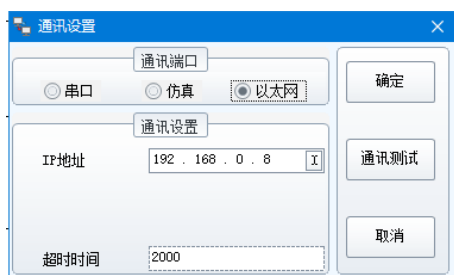 通讯设置
通讯端口
串口 仿真 以太网
通讯设置
IP地址 192 . 168 . 0 . 8 I
超时时间 2000
确定
通讯测试
取消